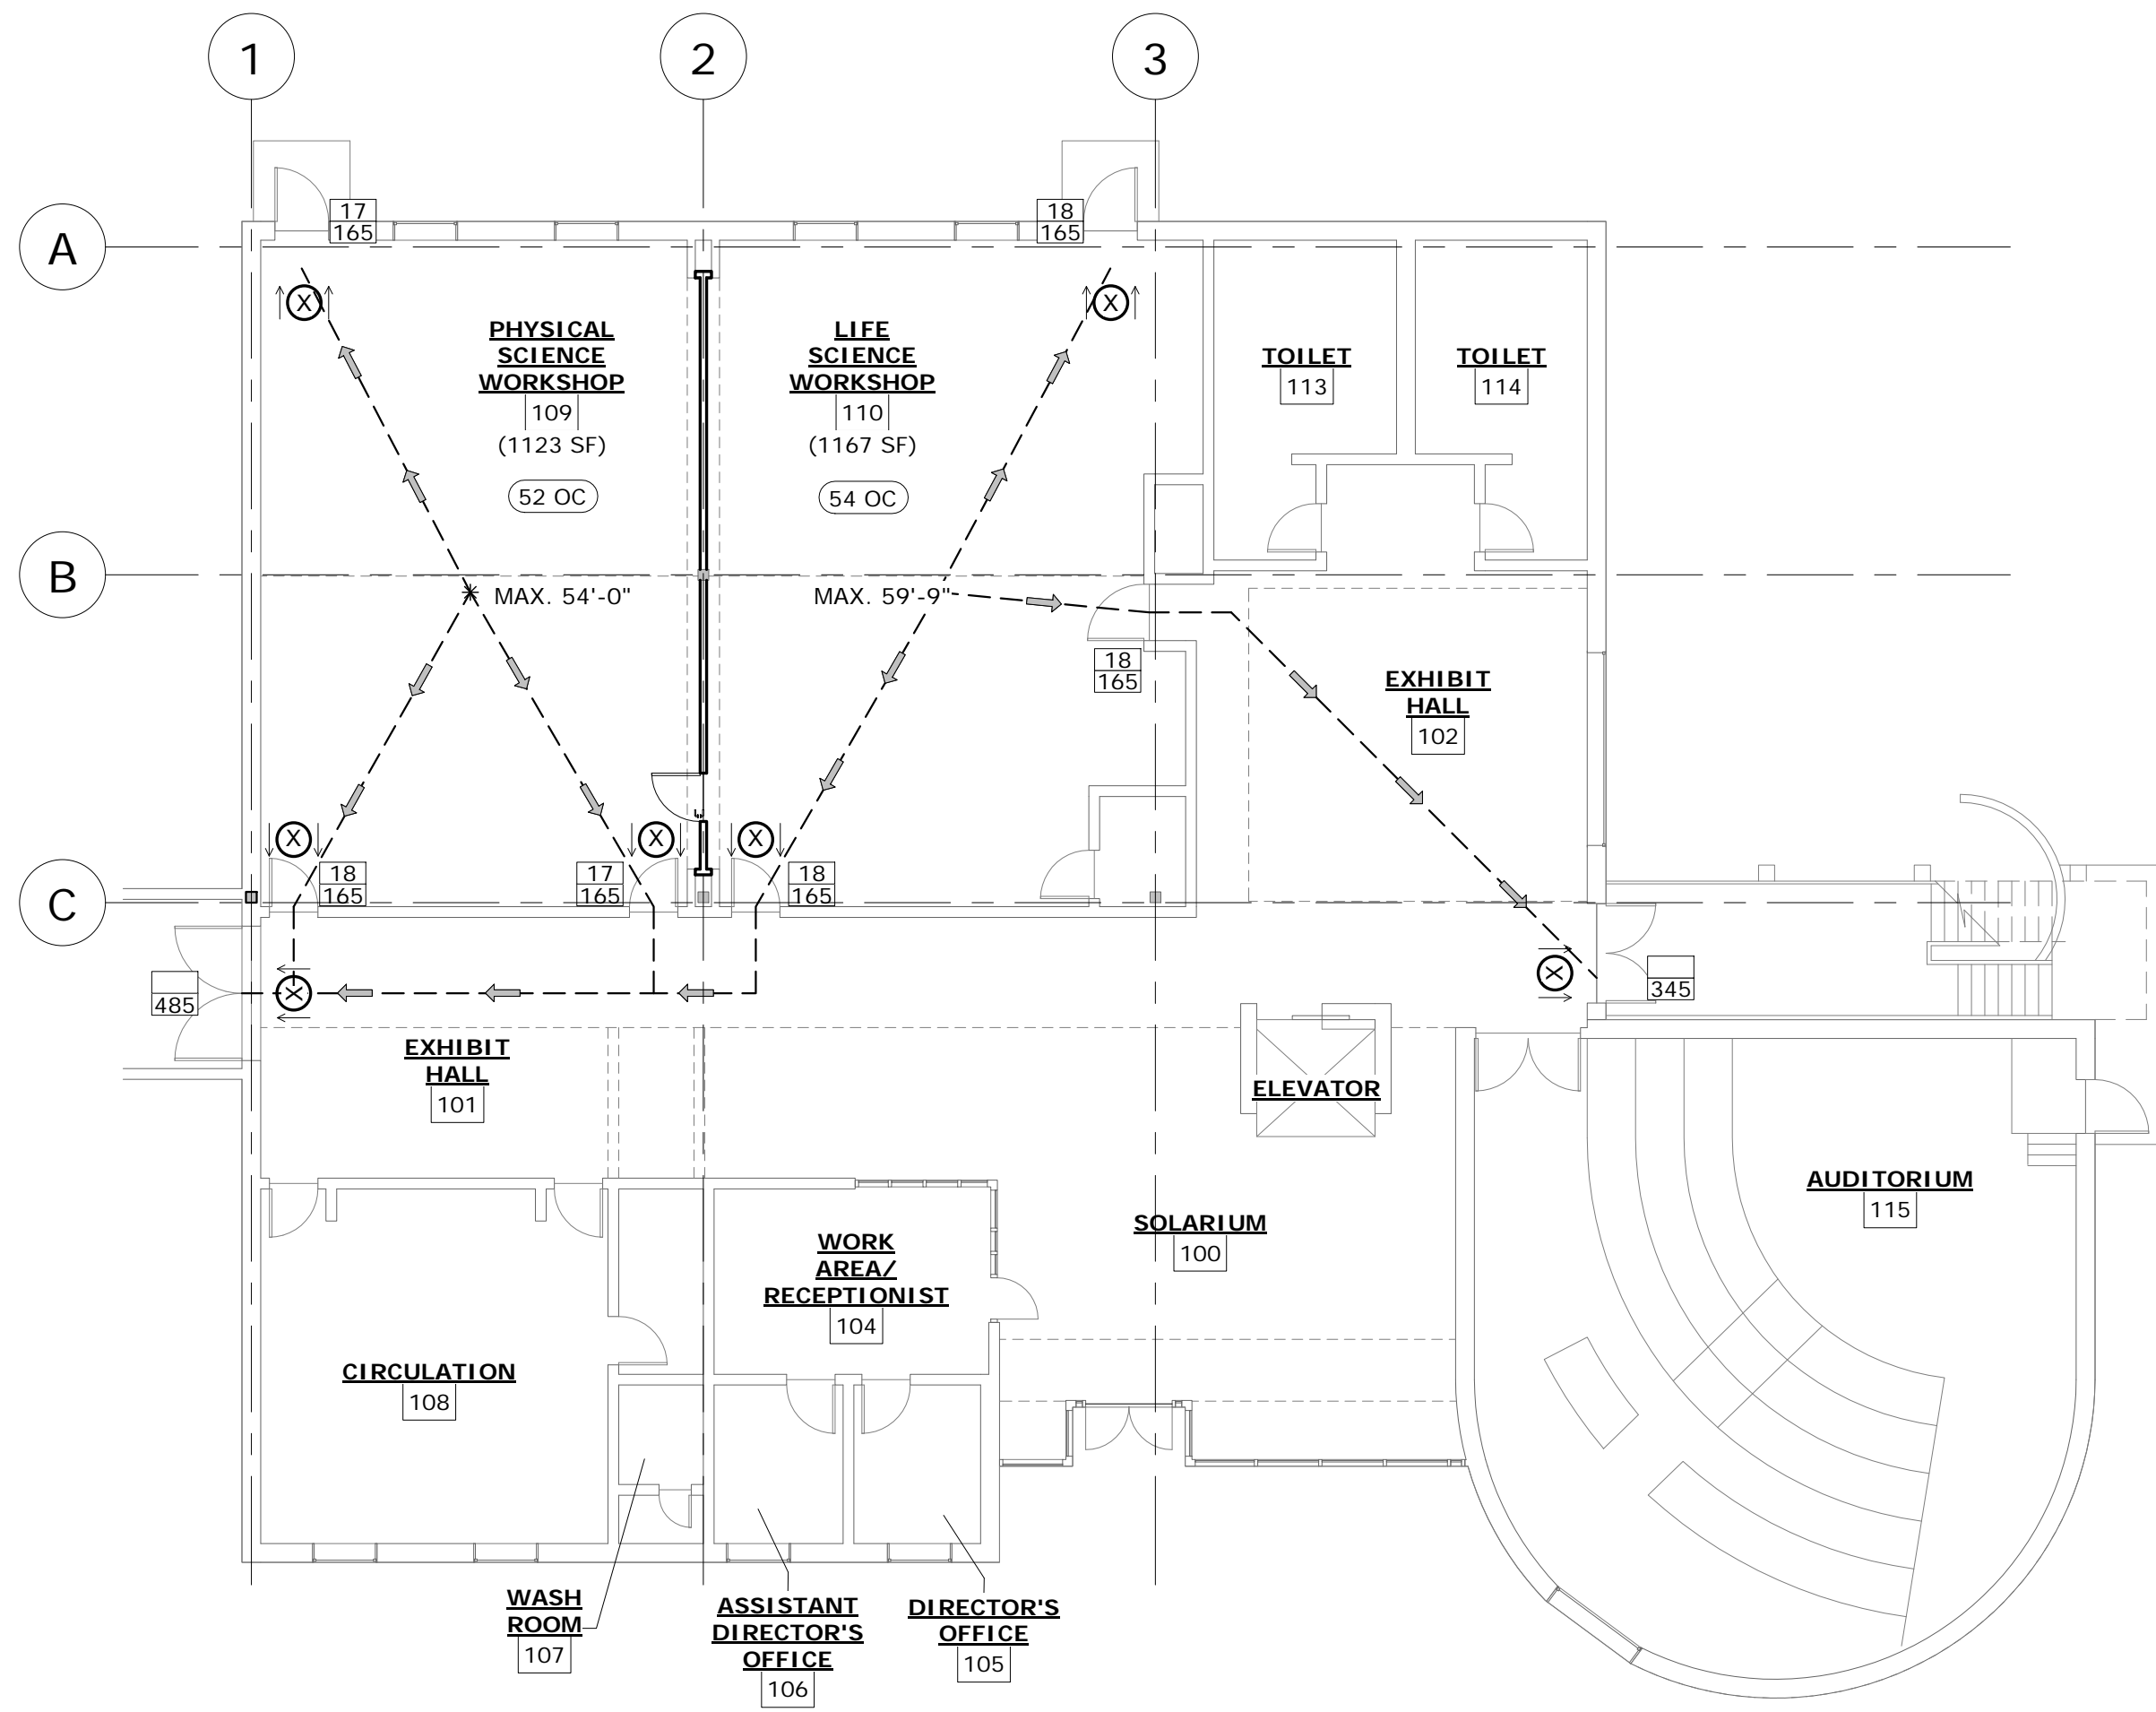 1
2
3
A
B
C
17
165
18
165
PHYSICAL
SCIENCE
WORKSHOP
109
(1123 SF)
52 OC
LIFE
SCIENCE
WORKSHOP
110
(1167 SF)
54 OC
TOILET
113
TOILET
114
X
X
MAX. 54'-0"
MAX. 59'-9"
18
165
EXHIBIT
HALL
102
X
X
X
18
165
17
165
18
165
485
X
X
345
EXHIBIT
HALL
101
ELEVATOR
AUDITORIUM
115
SOLARIUM
100
WORK
AREA/
RECEPTIONIST
104
CIRCULATION
108
WASH
ROOM
107
ASSISTANT
DIRECTOR'S
OFFICE
106
DIRECTOR'S
OFFICE
105